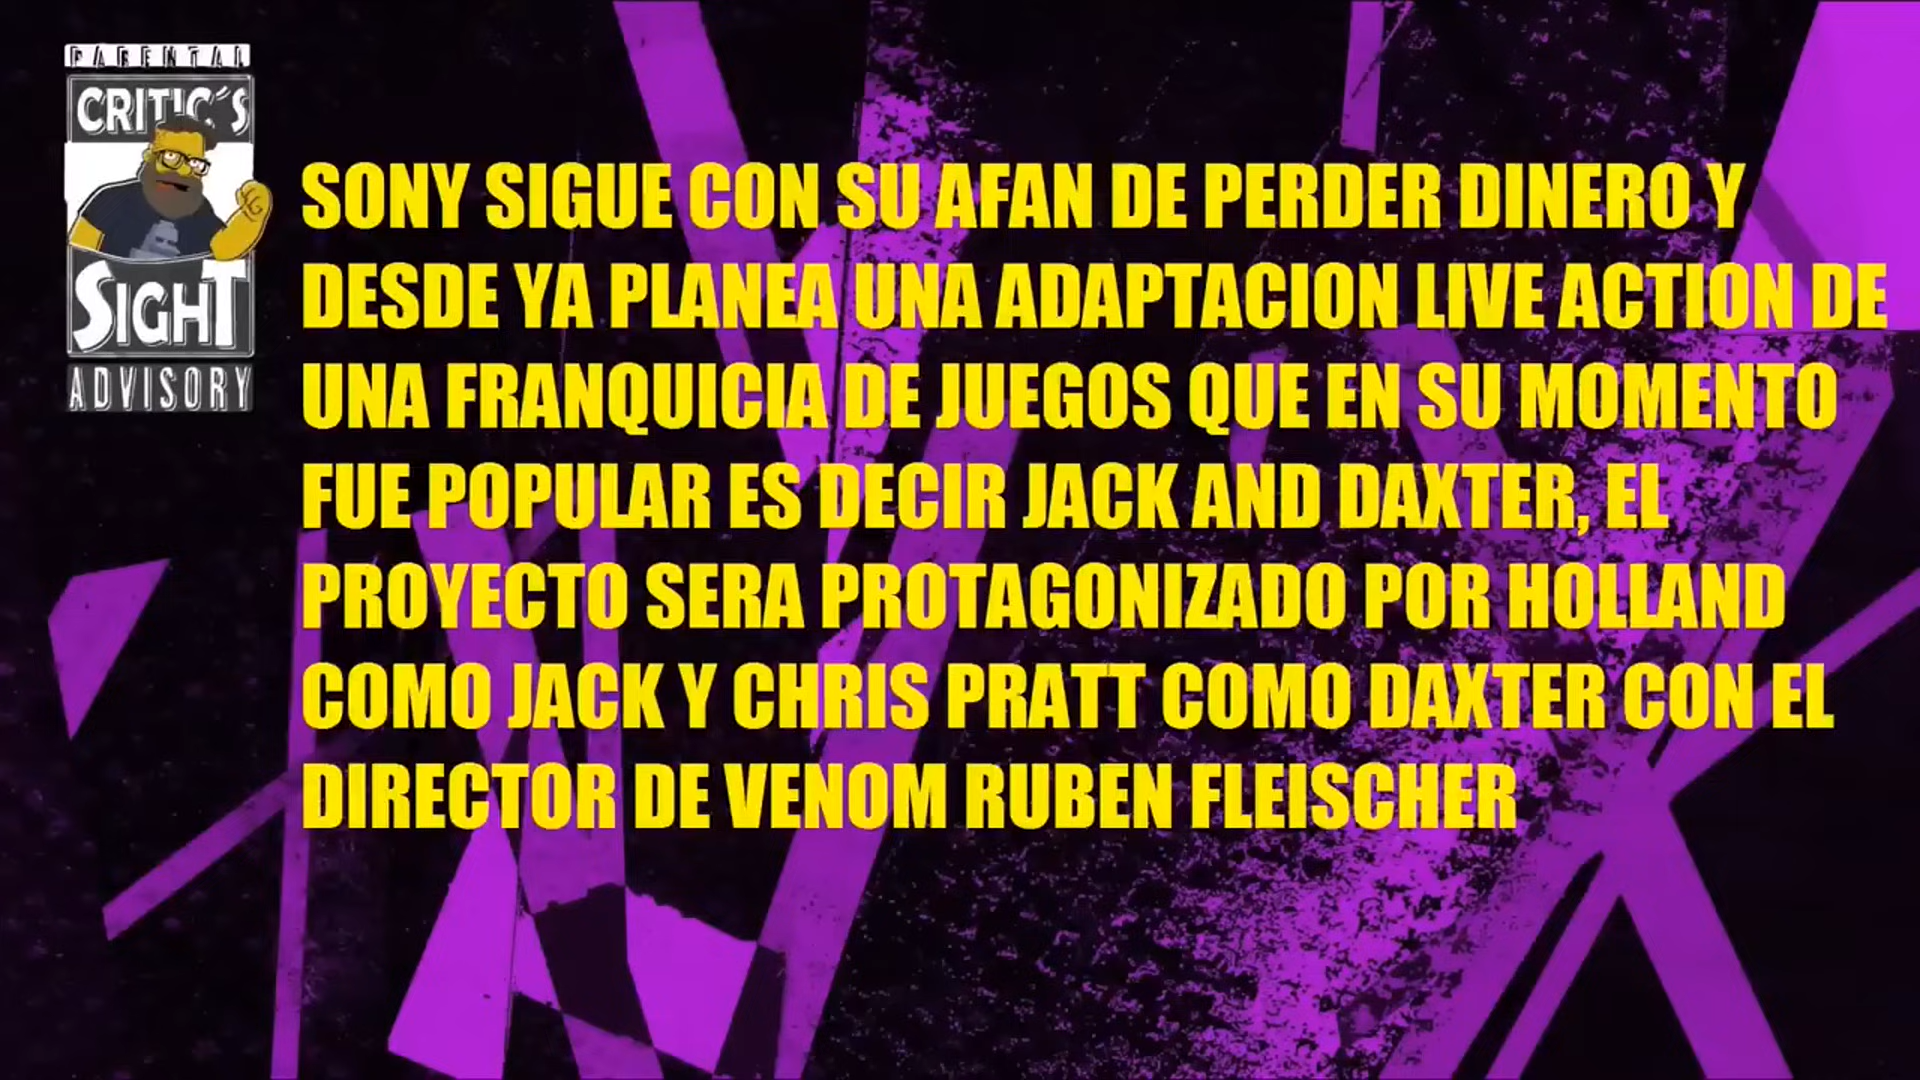 PARENTAL
CRITIC´S
SIGHT
ADVISORY
SONY SIGUE CON SU AFAN DE PERDER DINERO Y
DESDE YA PLANEA UNA ADAPTACION LIVE ACTION DE
UNA FRANQUICIA DE JUEGOS QUE EN SU MOMENTO
FUE POPULAR ES DECIR JACK AND DAXTER, EL
PROYECTO SERA PROTAGONIZADO POR HOLLAND
COMO JACK Y CHRIS PRATT COMO DAXTER CON EL
DIRECTOR DE VENOM RUBEN FLEISCHER